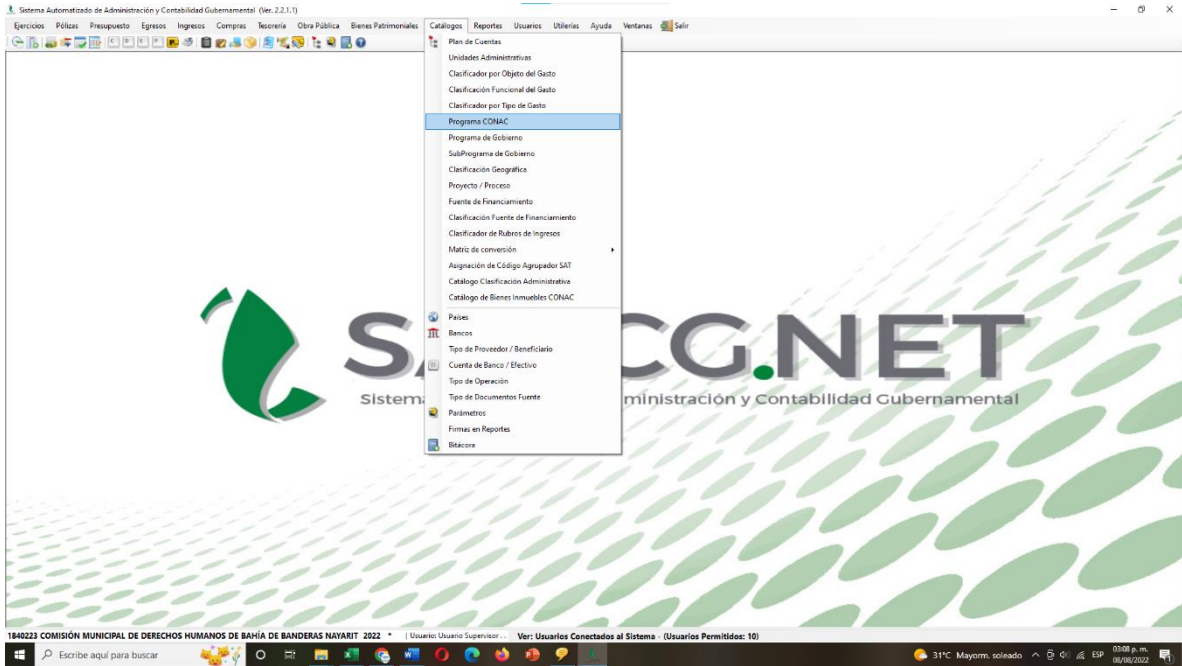 Sistema Automatizado de Administración y Contabilidad Gubernamental (Ver. 2.2.1.1)
Ejercicios Pólizas Presupuesto Egresos Ingresos Compras Tesorería Obra Pública Bienes Patrimoniales Catálogos Reportes Usuarios Utilerías Ayuda Ventanas Salir
Plan de Cuentas
Unidades Administrativas
Clasificador por Objeto del Gasto
Clasificación Funcional del Gasto
Clasificador por Tipo de Gasto
Programa CONAC
Programa de Gobierno
SubPrograma de Gobierno
Clasificación Geográfica
Proyecto / Proceso
Fuente de Financiamiento
Clasificación Fuente de Financiamiento
Clasificador de Rubros de Ingresos
Matriz de conversión
Asignación de Código Agrupador SAT
Catálogo Clasificación Administrativa
Catálogo de Bienes Inmuebles CONAC
Países
Bancos
Tipo de Proveedor / Beneficiario
Cuenta de Banco / Efectivo
Tipo de Operación
Tipo de Documentos Fuente
Parámetros
Firmas en Reportes
Bitácora
S CG.NET
Sistem ministración y Contabilidad Gubernamental
1840223 COMISIÓN MUNICIPAL DE DERECHOS HUMANOS DE BAHÍA DE BANDERAS NAYARIT 2022 * | Usuario: Usuario Supervisor . . Ver: Usuarios Conectados al Sistema - (Usuarios Permitidos: 10)
Escribe aquí para buscar
31°C Mayorm. soleado ESP 03:08 p. m.
08/08/2022